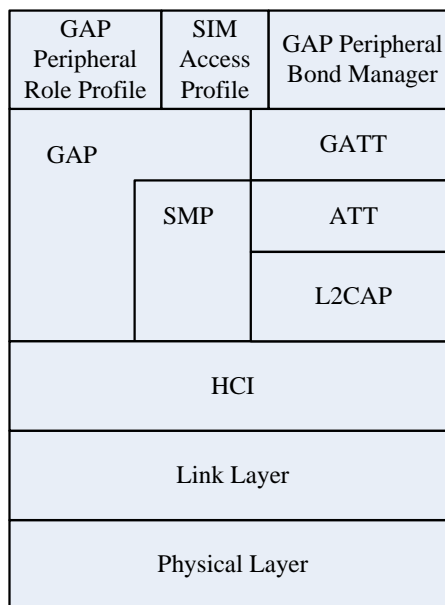 GAP
Peripheral
Role Profile
SIM
Access
Profile
GAP Peripheral
Bond Manager
GAP
GATT
SMP
ATT
L2CAP
HCI
Link Layer
Physical Layer